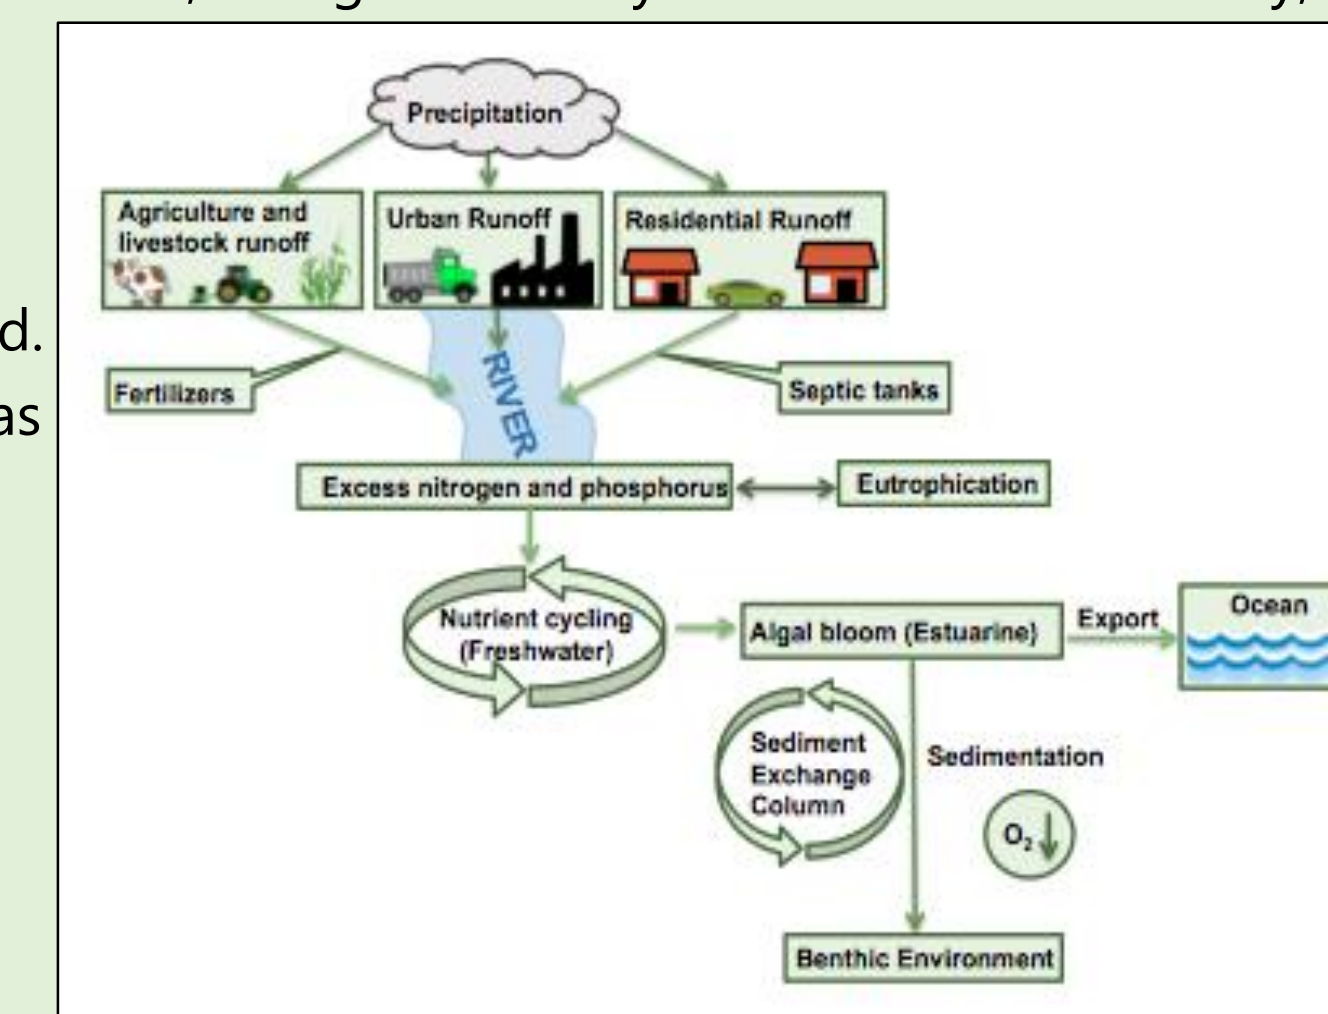 Precipitation
Agriculture and
livestock runoff
Urban Runoff
Residential Runoff
d.
as
Fertilizers
RIVER
Septic tanks
Excess nitrogen and phosphorus
Eutrophication
Nutrient cycling
(Freshwater)
Algal bloom (Estuarine)
Export
Ocean
Sediment
Exchange
Column
Sedimentation
O₂
Benthic Environment